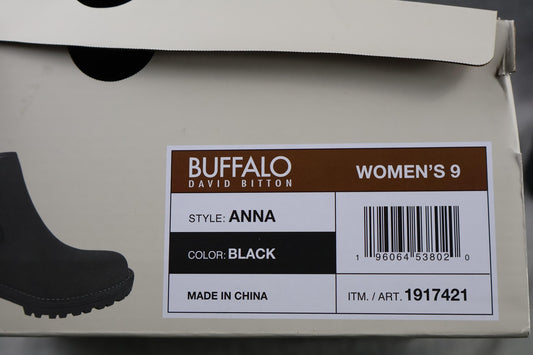 BUFFALO
DAVID BITTON
WOMEN'S 9
STYLE: ANNA
COLOR: BLACK
1 96064 53802 0
MADE IN CHINA
ITM. / ART. 1917421